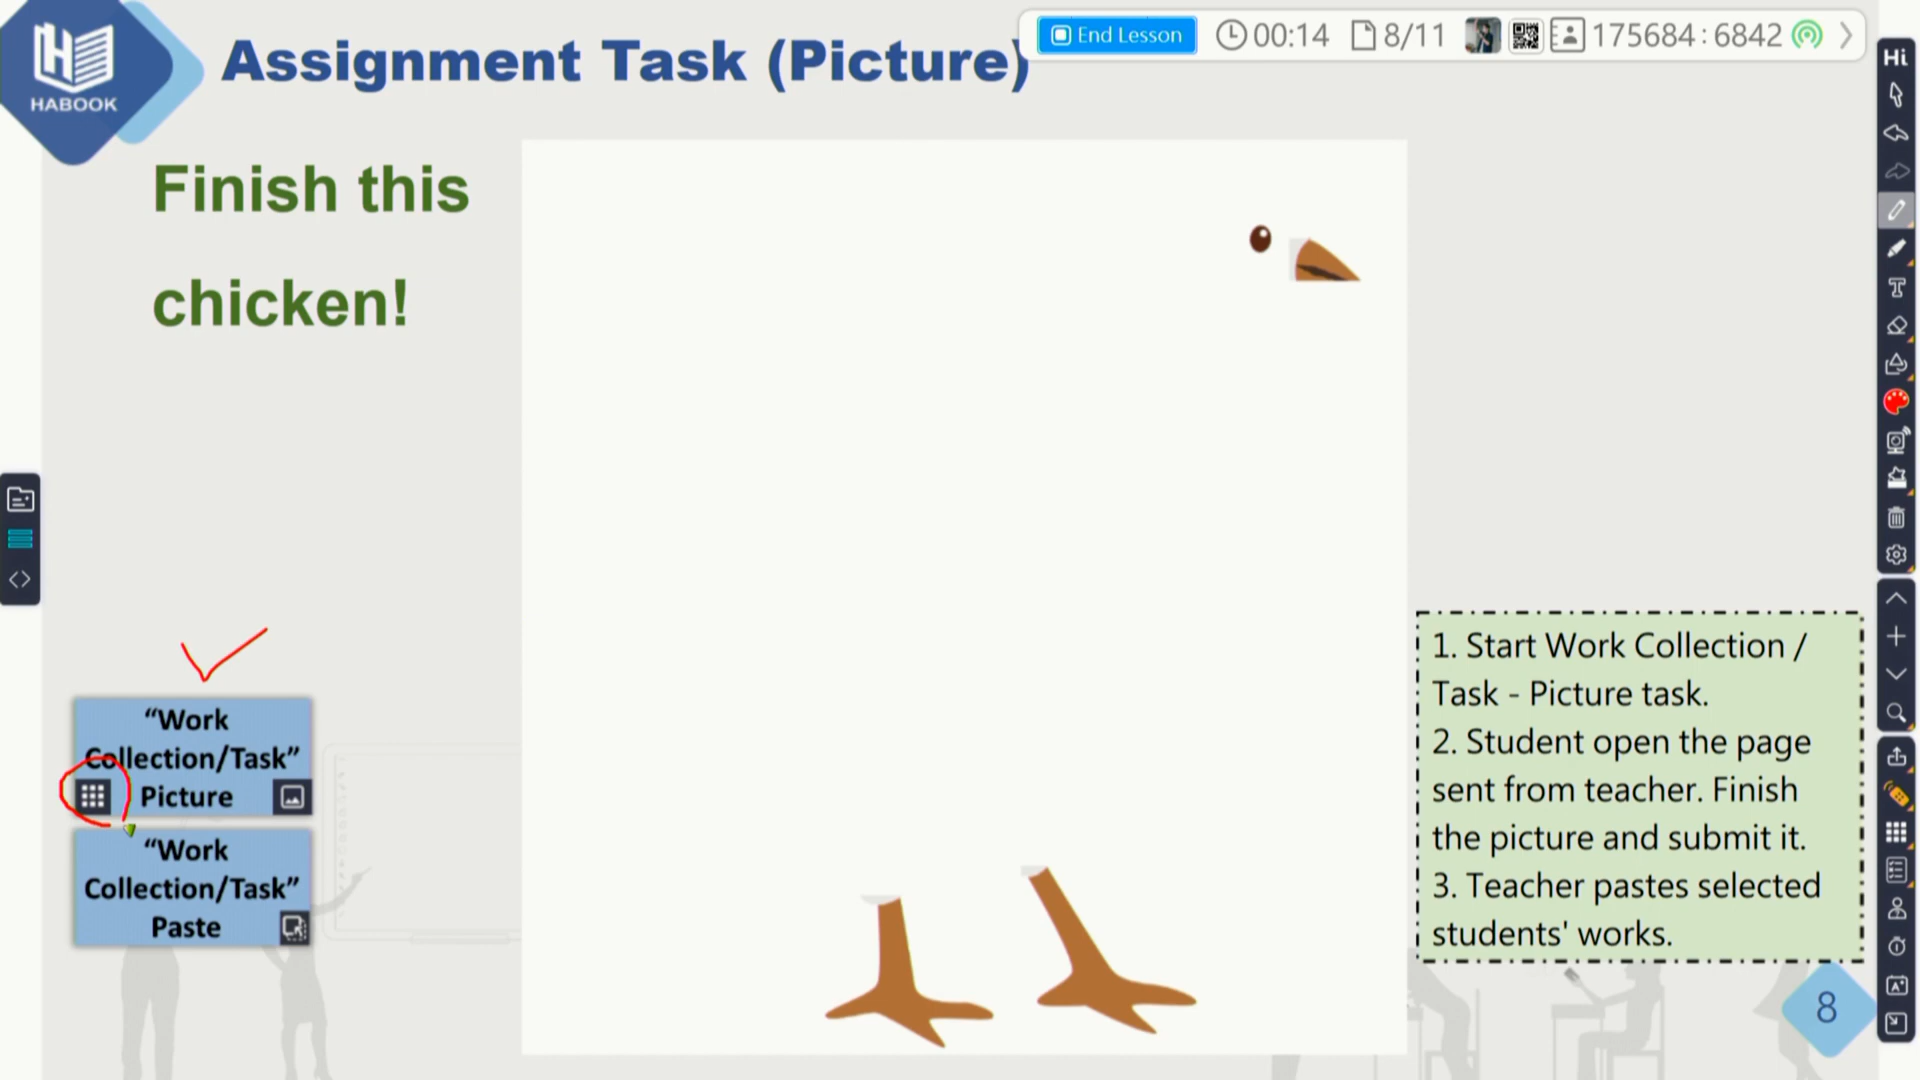 HABOOK
Assignment Task (Picture)
End Lesson
00:14
8/11
175684:6842
Hi
Finish this
chicken!
“Work
Collection/Task”
Picture
“Work
Collection/Task”
Paste
1. Start Work Collection /
Task - Picture task.
2. Student open the page
sent from teacher. Finish
the picture and submit it.
3. Teacher pastes selected
students' works.
8